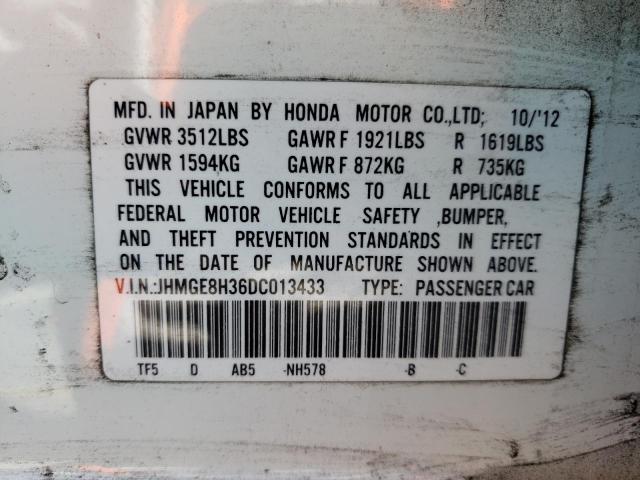 MFD. IN JAPAN BY HONDA MOTOR CO.,LTD; 10/'12
GVWR 3512LBS GAWR F 1921LBS R 1619LBS
GVWR 1594KG GAWR F 872KG R 735KG
THIS VEHICLE CONFORMS TO ALL APPLICABLE
FEDERAL MOTOR VEHICLE SAFETY ,BUMPER,
AND THEFT PREVENTION STANDARDS IN EFFECT
ON THE DATE OF MANUFACTURE SHOWN ABOVE.
V.I.N.:JHMGE8H36DC013433 TYPE: PASSENGER CAR
TF5 D AB5 -NH578 -B -C